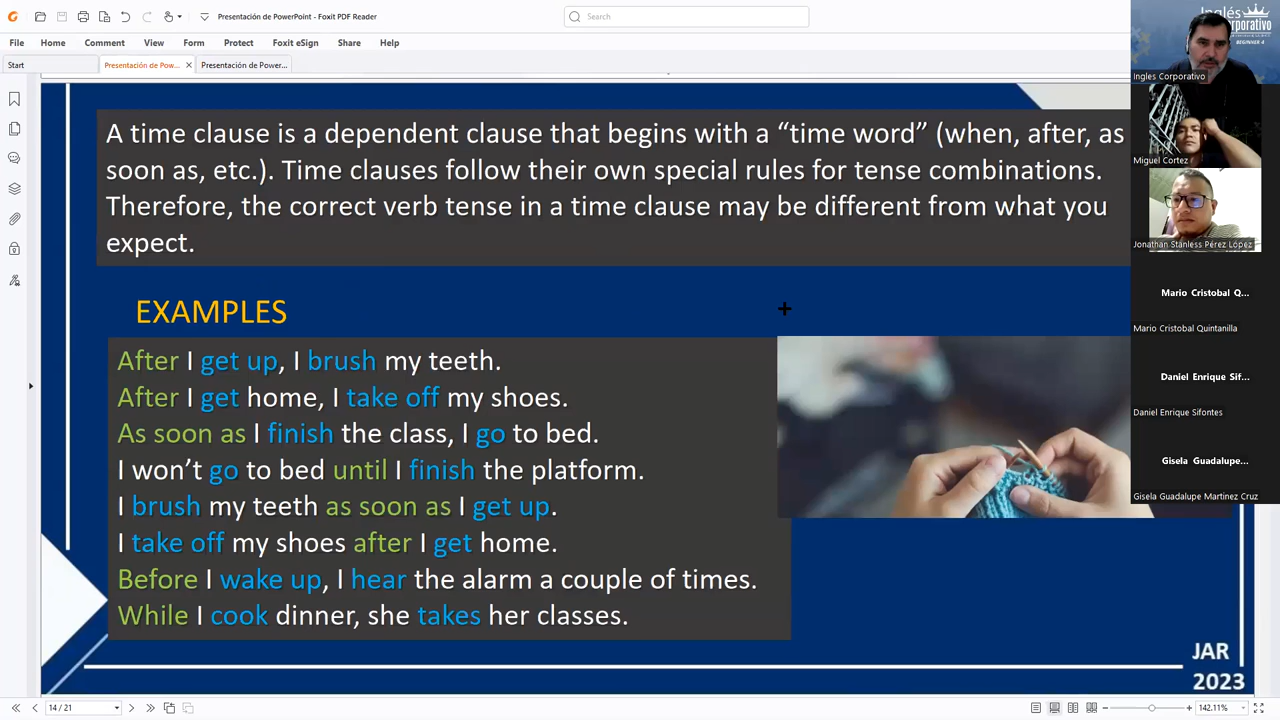 Presentación de PowerPoint - Foxit PDF Reader
Search
File Home Comment View Form Protect Foxit eSign Share Help
Start
Presentación de Pow...
Presentación de Power...
Inglés
Corporativo
BEGINNER 4
Ingles Corporativo
Miguel Cortez
Jonathan Stanless Pérez López
Mario Cristobal Q...
Mario Cristobal Quintanilla
Daniel Enrique Sif...
Daniel Enrique Sifontes
Gisela Guadalupe...
Gisela Guadalupe Martinez Cruz
A time clause is a dependent clause that begins with a “time word” (when, after, as
soon as, etc.). Time clauses follow their own special rules for tense combinations.
Therefore, the correct verb tense in a time clause may be different from what you
expect.
EXAMPLES
After I get up, I brush my teeth.
After I get home, I take off my shoes.
As soon as I finish the class, I go to bed.
I won’t go to bed until I finish the platform.
I brush my teeth as soon as I get up.
I take off my shoes after I get home.
Before I wake up, I hear the alarm a couple of times.
While I cook dinner, she takes her classes.
JAR
2023
14 / 21
142.11%